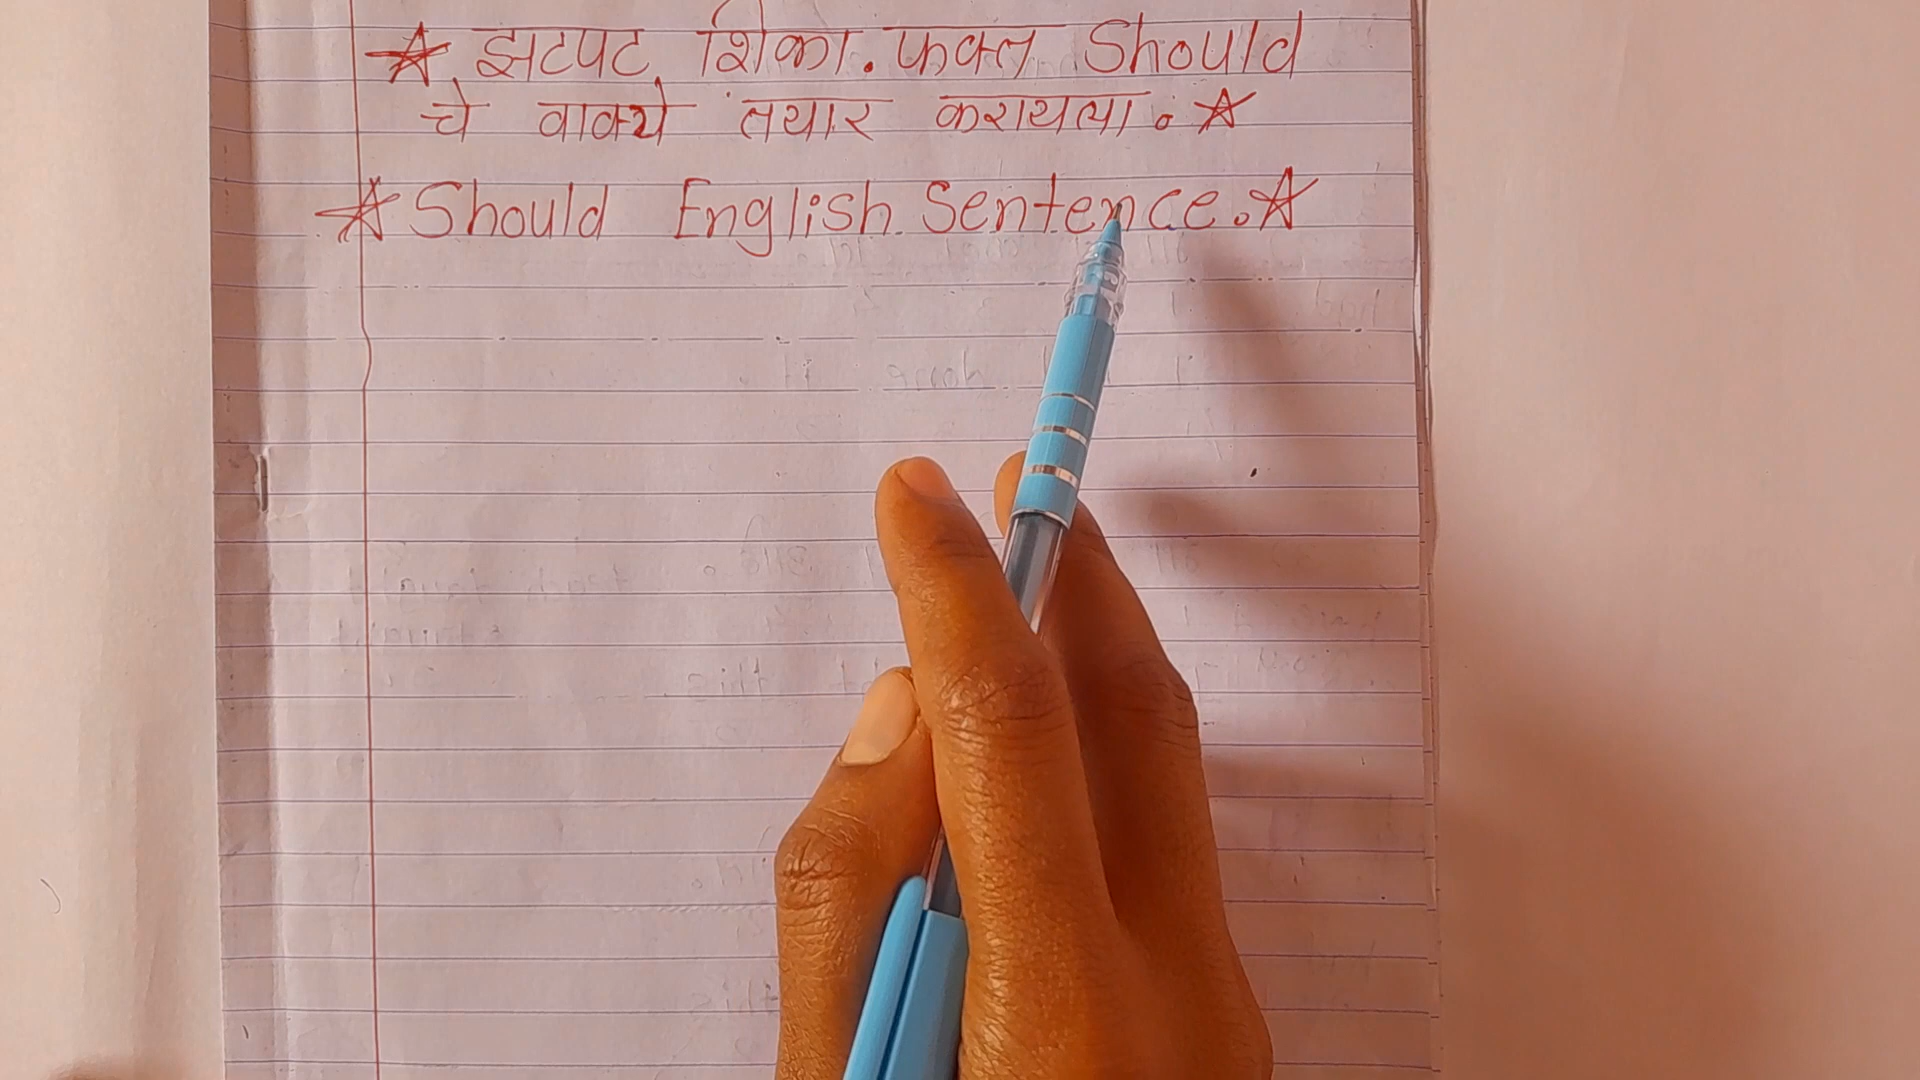 ☆ झटपट शिका. फक्त Should
चे वाक्ये तयार करायला. ☆
☆ Should English Sentence. ☆